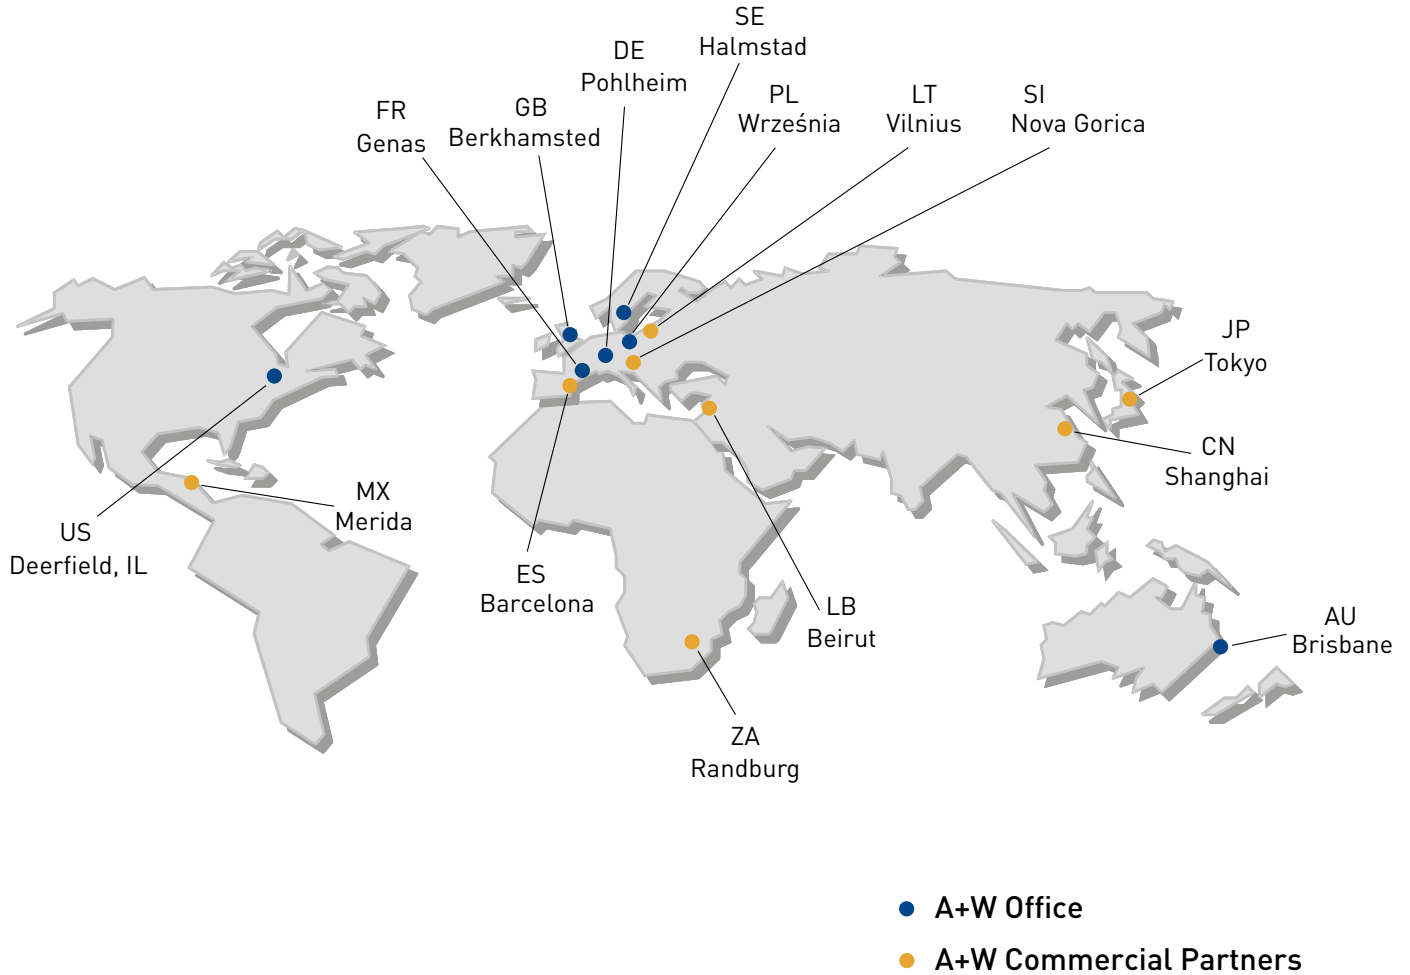 SE
Halmstad
DE
Pohlheim
PL
Września
LT
Vilnius
SI
Nova Gorica
GB
Berkhamsted
FR
Genas
JP
Tokyo
CN
Shanghai
MX
Merida
US
Deerfield, IL
ES
Barcelona
LB
Beirut
AU
Brisbane
ZA
Randburg
A+W Office
A+W Commercial Partners